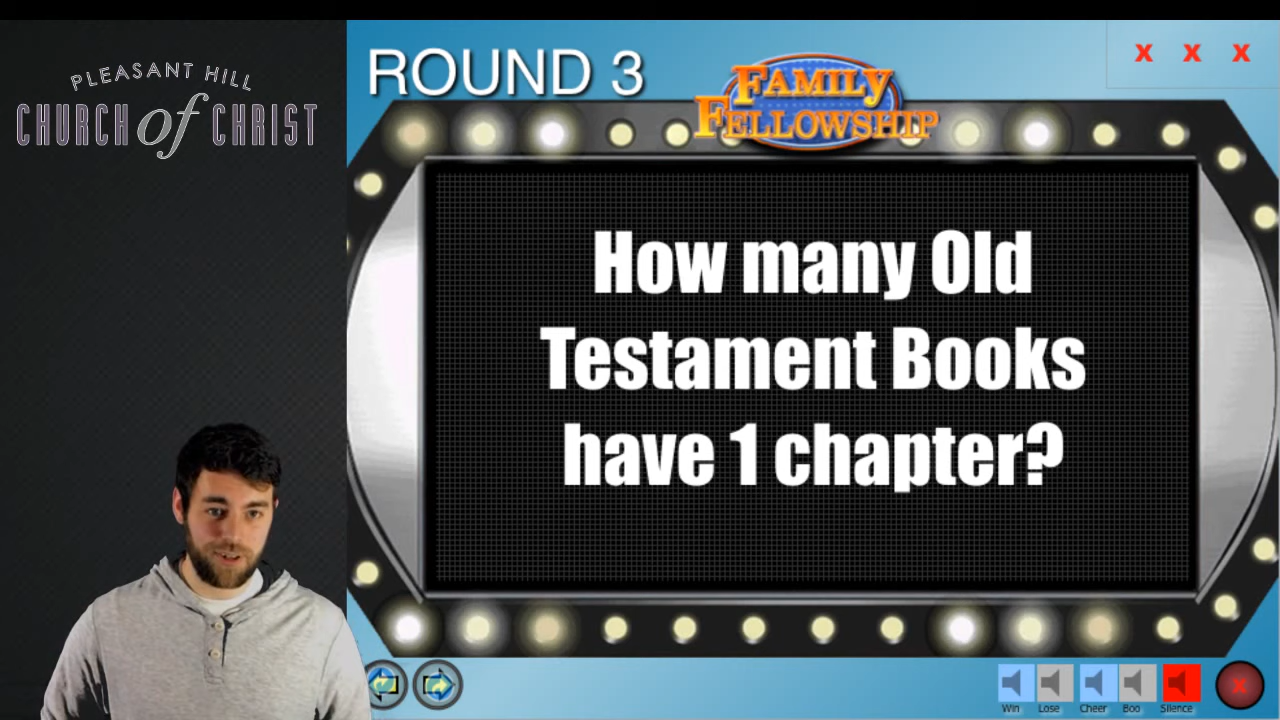 PLEASANT HILL
CHURCH of CHRIST
ROUND 3
X X X
FAMILY
FELLOWSHIP
How many Old
Testament Books
have 1 chapter?
Win Lose Cheer Boo Silence
X